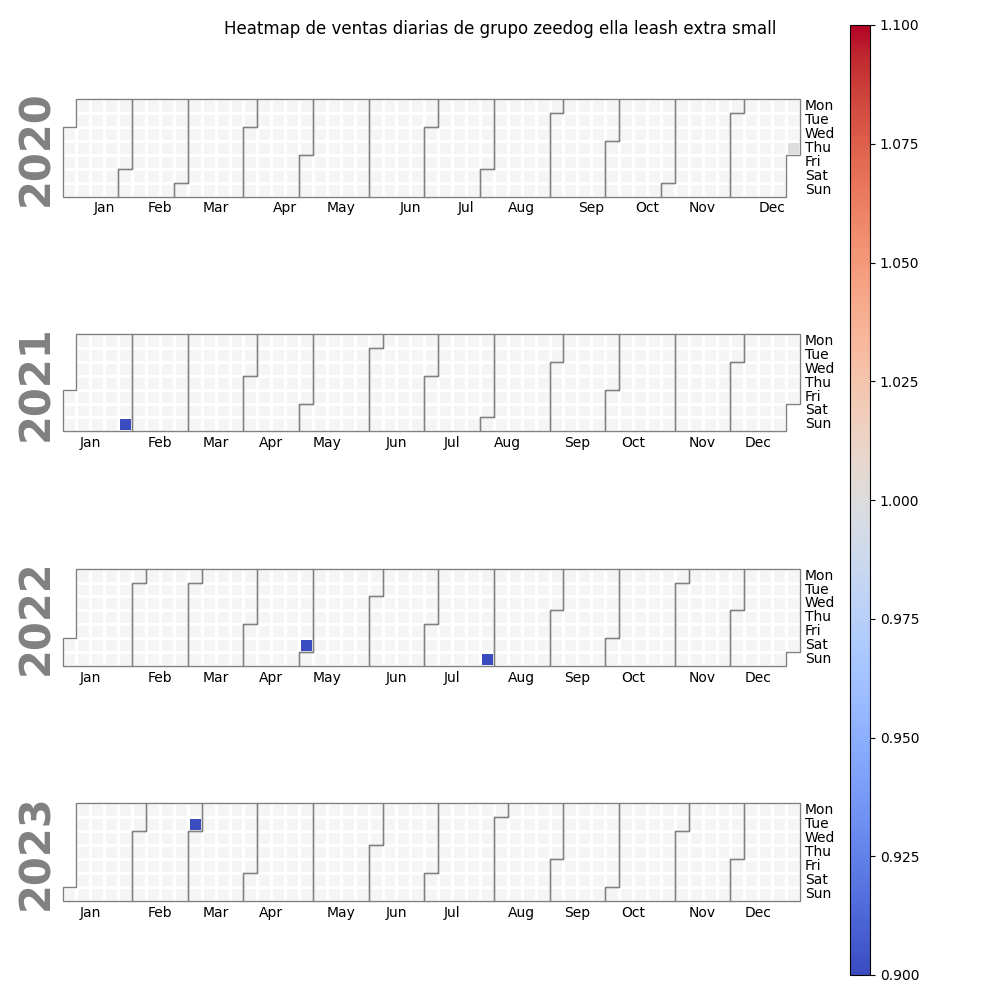 Heatmap de ventas diarias de grupo zeedog ella leash extra small
2020
Mon
Tue
Wed
Thu
Fri
Sat
Sun
Jan Feb Mar Apr May Jun Jul Aug Sep Oct Nov Dec
2021
Mon
Tue
Wed
Thu
Fri
Sat
Sun
Jan Feb Mar Apr May Jun Jul Aug Sep Oct Nov Dec
2022
Mon
Tue
Wed
Thu
Fri
Sat
Sun
Jan Feb Mar Apr May Jun Jul Aug Sep Oct Nov Dec
2023
Mon
Tue
Wed
Thu
Fri
Sat
Sun
Jan Feb Mar Apr May Jun Jul Aug Sep Oct Nov Dec
1.100
1.075
1.050
1.025
1.000
0.975
0.950
0.925
0.900